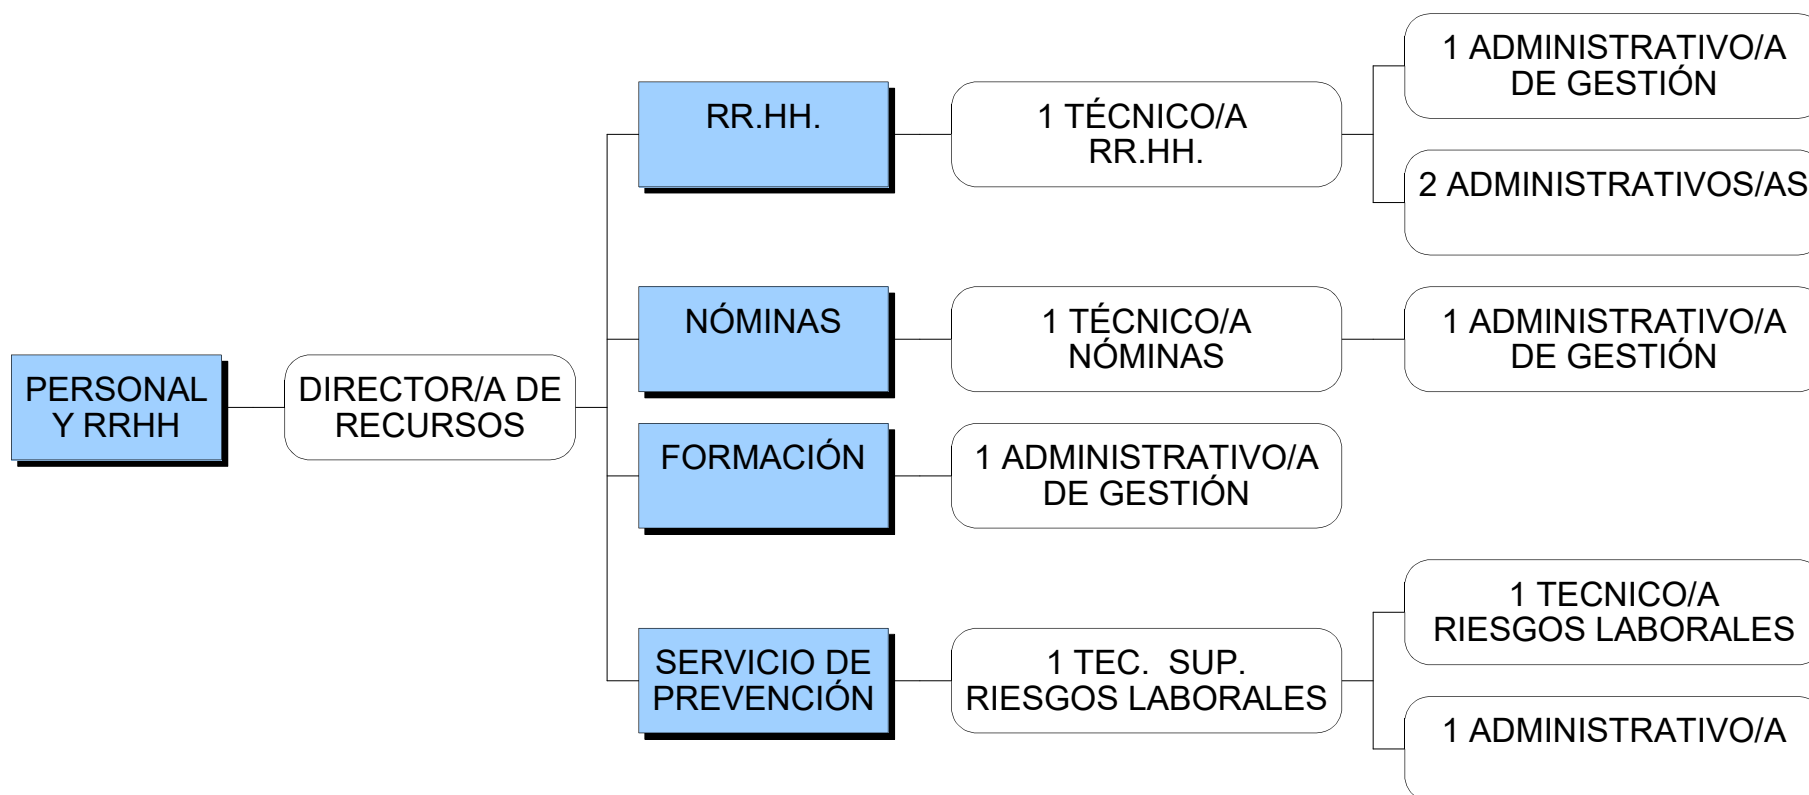 PERSONAL
Y RRHH
DIRECTOR/A DE
RECURSOS
RR.HH.
1 TÉCNICO/A
RR.HH.
1 ADMINISTRATIVO/A
DE GESTIÓN
2 ADMINISTRATIVOS/AS
NÓMINAS
1 TÉCNICO/A
NÓMINAS
1 ADMINISTRATIVO/A
DE GESTIÓN
FORMACIÓN
1 ADMINISTRATIVO/A
DE GESTIÓN
SERVICIO DE
PREVENCIÓN
1 TEC. SUP.
RIESGOS LABORALES
1 TECNICO/A
RIESGOS LABORALES
1 ADMINISTRATIVO/A